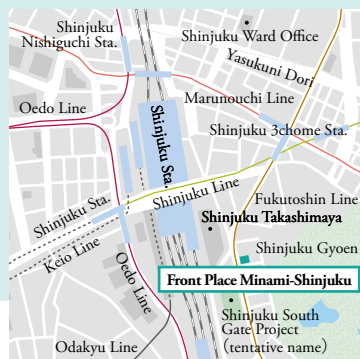 Shinjuku
Nishiguchi Sta.
Shinjuku Ward Office
Yasukuni Dori
Oedo Line
Marunouchi Line
Shinjuku Sta.
Shinjuku 3chome Sta.
Shinjuku Line
Fukutoshin Line
Shinjuku Sta.
Shinjuku Takashimaya
Keio Line
Shinjuku Gyoen
Oedo Line
Front Place Minami-Shinjuku
Shinjuku South
Gate Project
(tentative name)
Odakyu Line